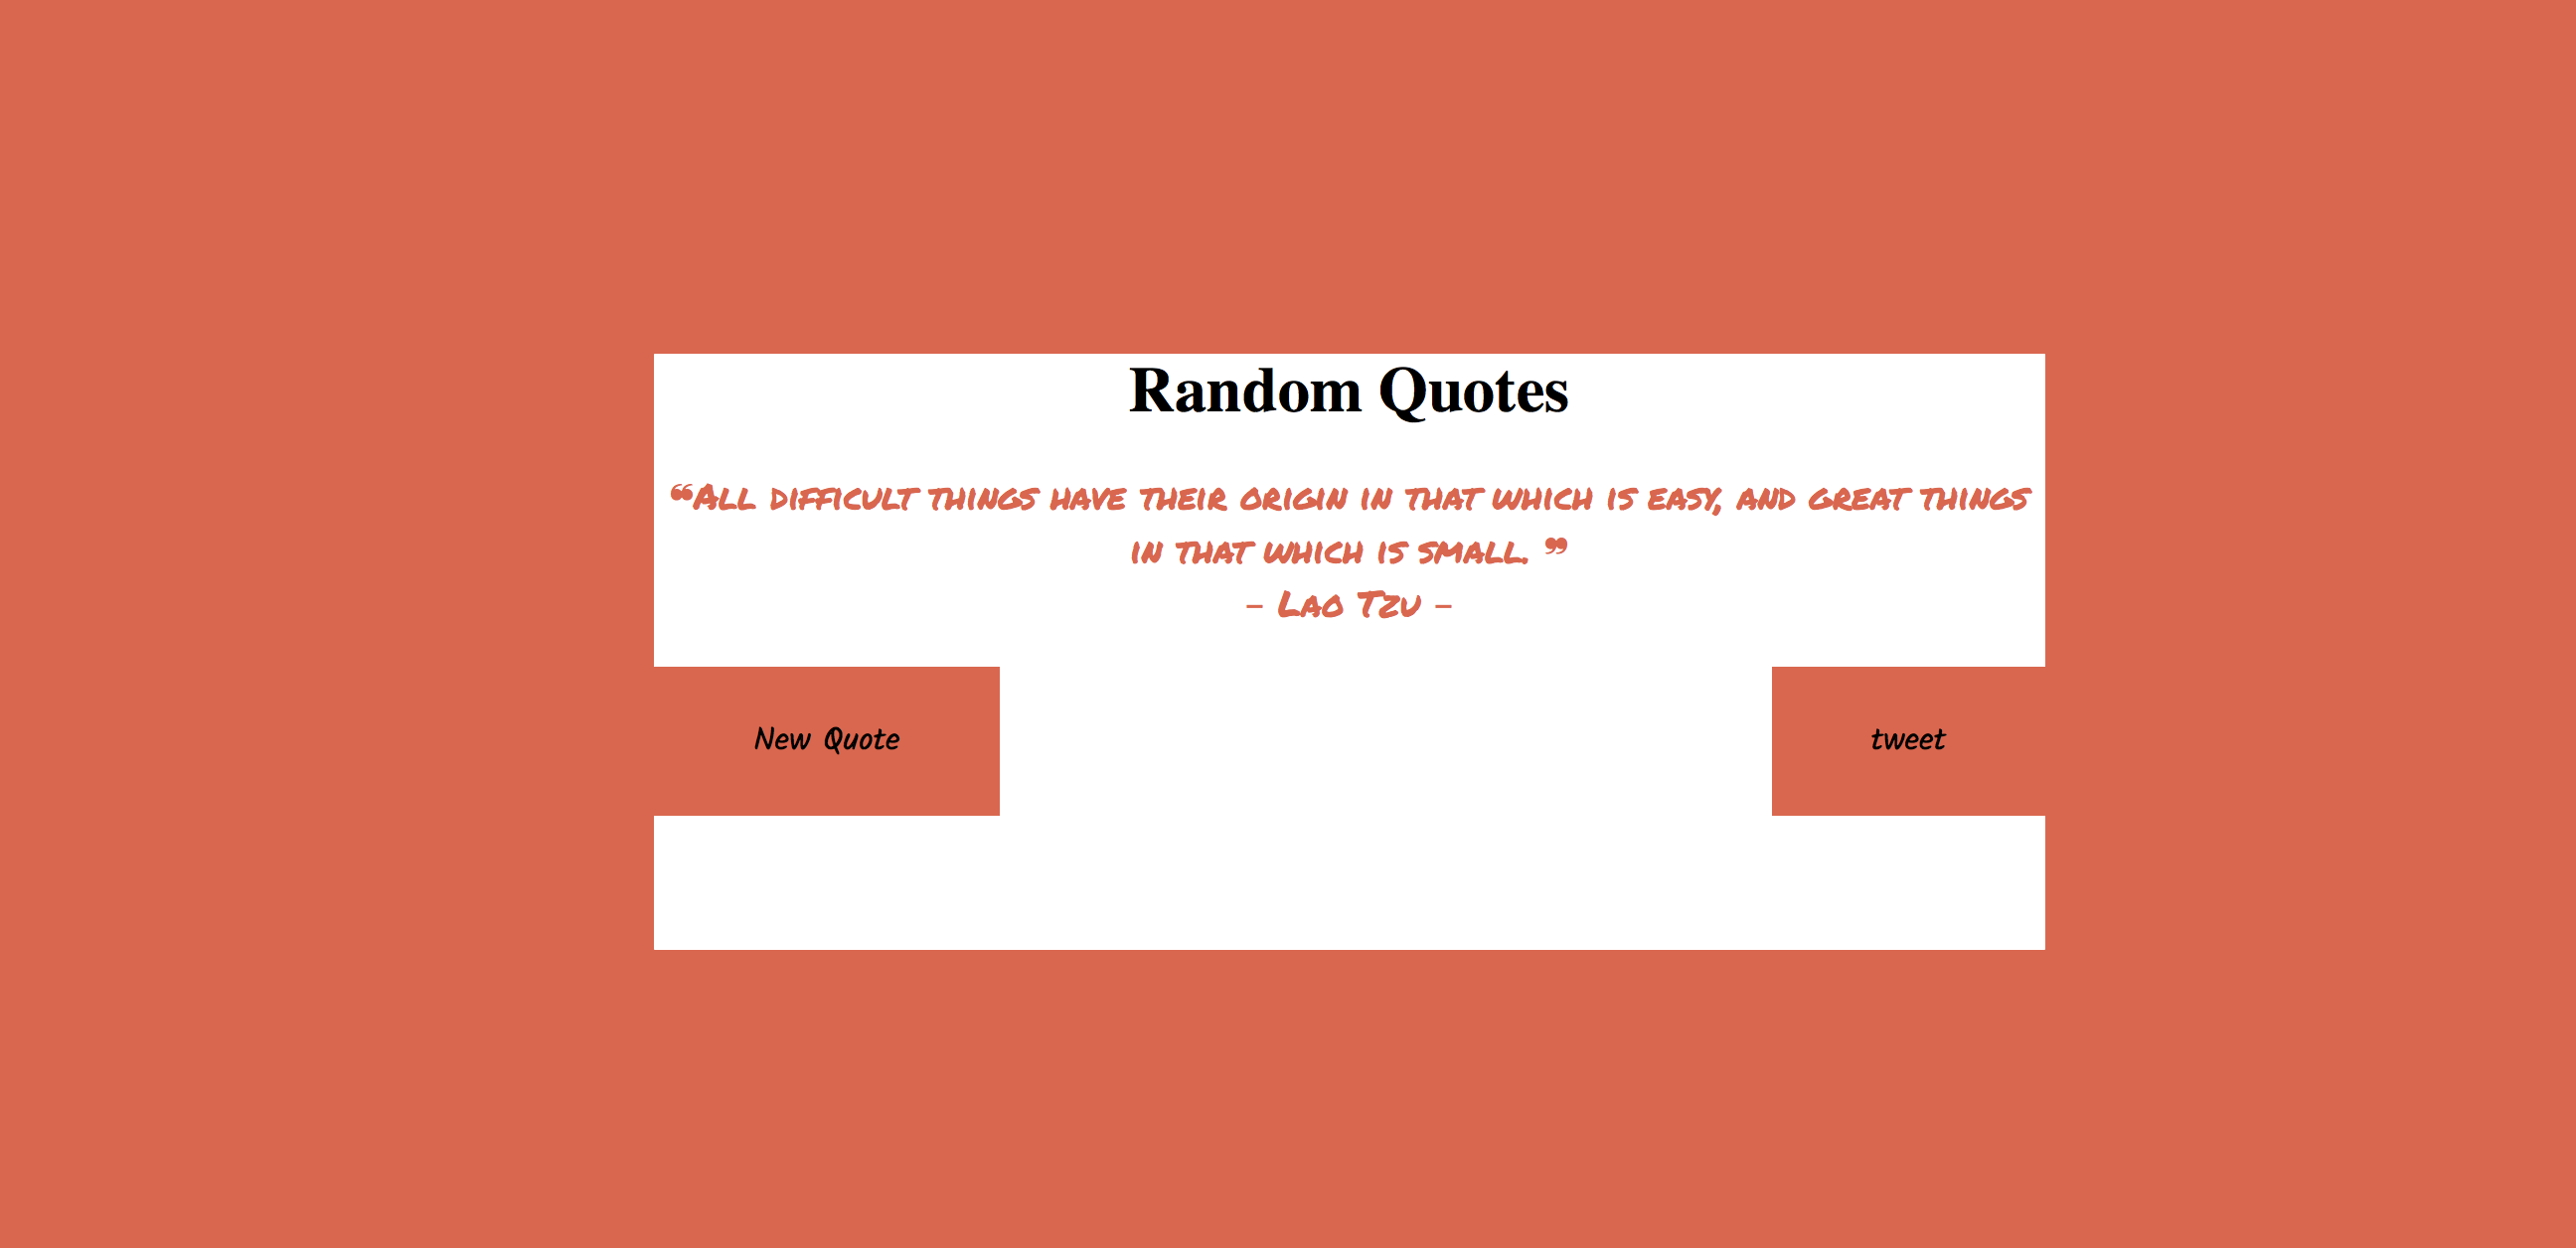 Random Quotes
❝All difficult things have their origin in that which is easy, and great things
in that which is small. ❞
- Lao Tzu -
New Quote
tweet